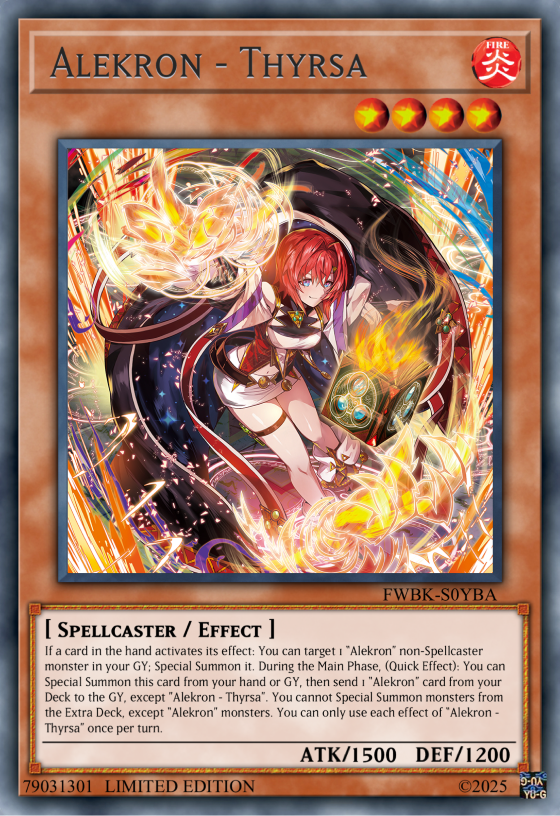 ALEKRON - THYRSA
FIRE
炎
FWBK-S0YBA
[ SPELLCASTER / EFFECT ]
If a card in the hand activates its effect: You can target 1 "Alekron" non-Spellcaster
monster in your GY; Special Summon it. During the Main Phase, (Quick Effect): You can
Special Summon this card from your hand or GY, then send 1 "Alekron" card from your
Deck to the GY, except "Alekron - Thyrsa". You cannot Special Summon monsters from
the Extra Deck, except "Alekron" monsters. You can only use each effect of "Alekron -
Thyrsa" once per turn.
ATK/1500 DEF/1200
79031301 LIMITED EDITION ©2025
YU-G